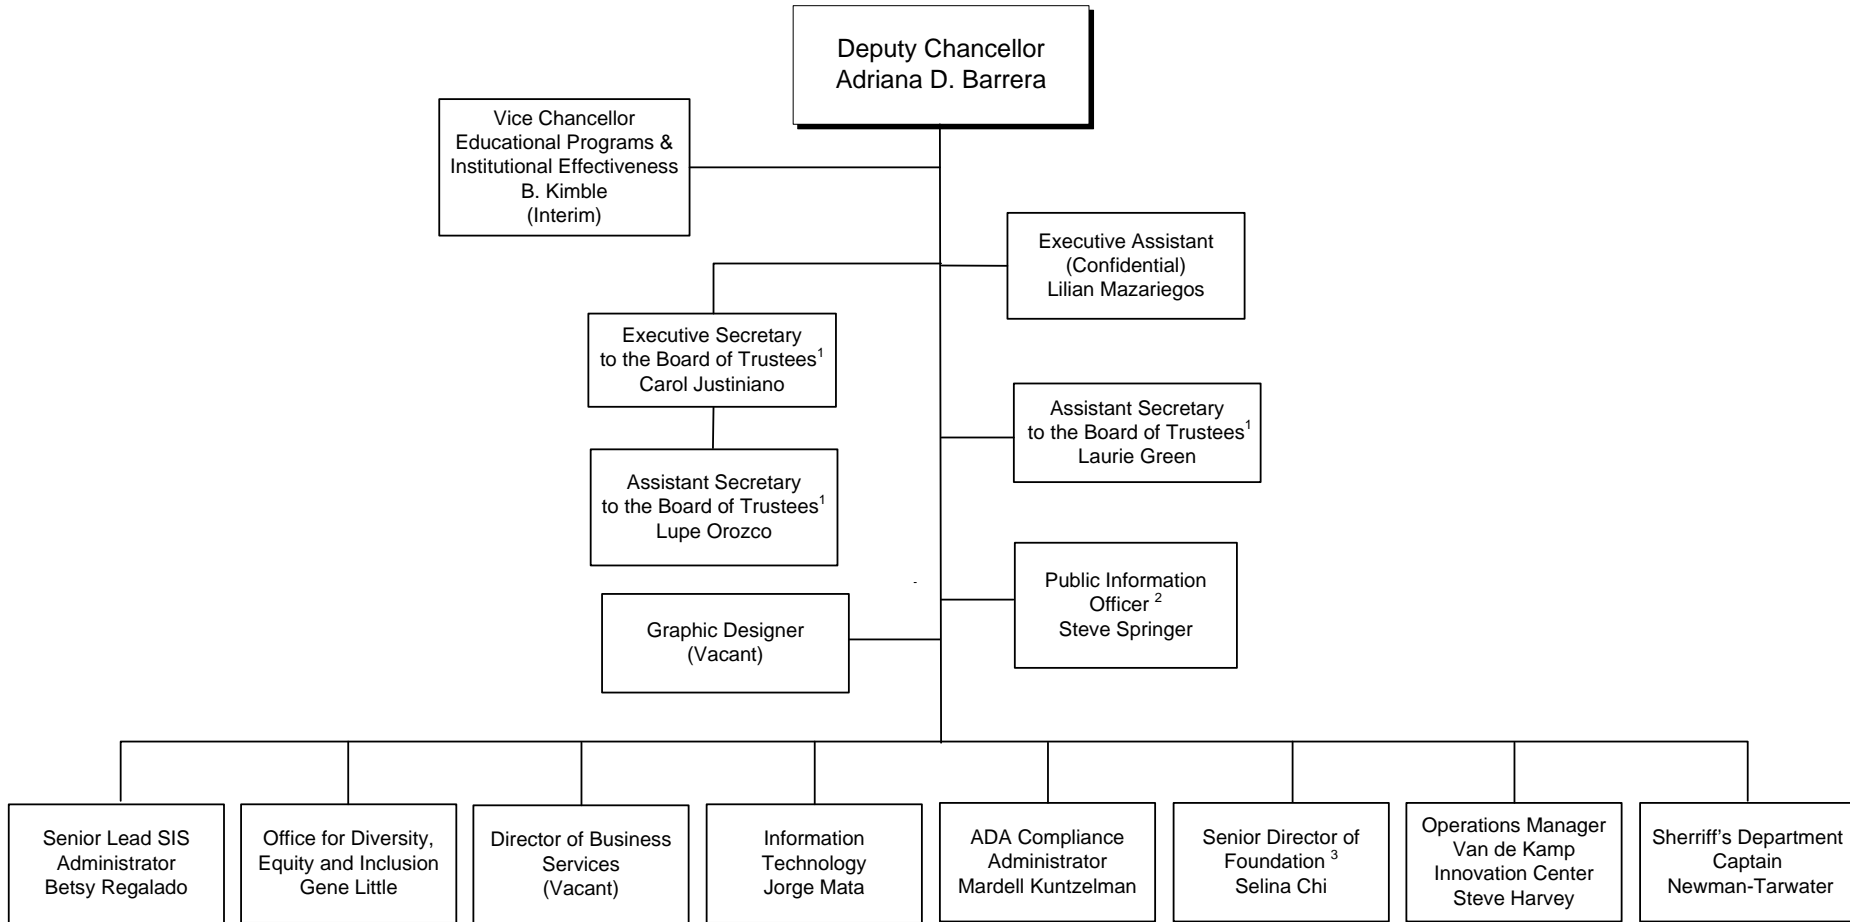 Deputy Chancellor
Adriana D. Barrera
Vice Chancellor
Educational Programs &
Institutional Effectiveness
B. Kimble
(Interim)
Executive Assistant
(Confidential)
Lilian Mazariegos
Executive Secretary
to the Board of Trustees¹
Carol Justiniano
Assistant Secretary
to the Board of Trustees¹
Laurie Green
Assistant Secretary
to the Board of Trustees¹
Lupe Orozco
Public Information
Officer ²
Steve Springer
Graphic Designer
(Vacant)
Senior Lead SIS
Administrator
Betsy Regalado
Office for Diversity,
Equity and Inclusion
Gene Little
Director of Business
Services
(Vacant)
Information
Technology
Jorge Mata
ADA Compliance
Administrator
Mardell Kuntzelman
Senior Director of
Foundation ³
Selina Chi
Operations Manager
Van de Kamp
Innovation Center
Steve Harvey
Sherriff's Department
Captain
Newman-Tarwater